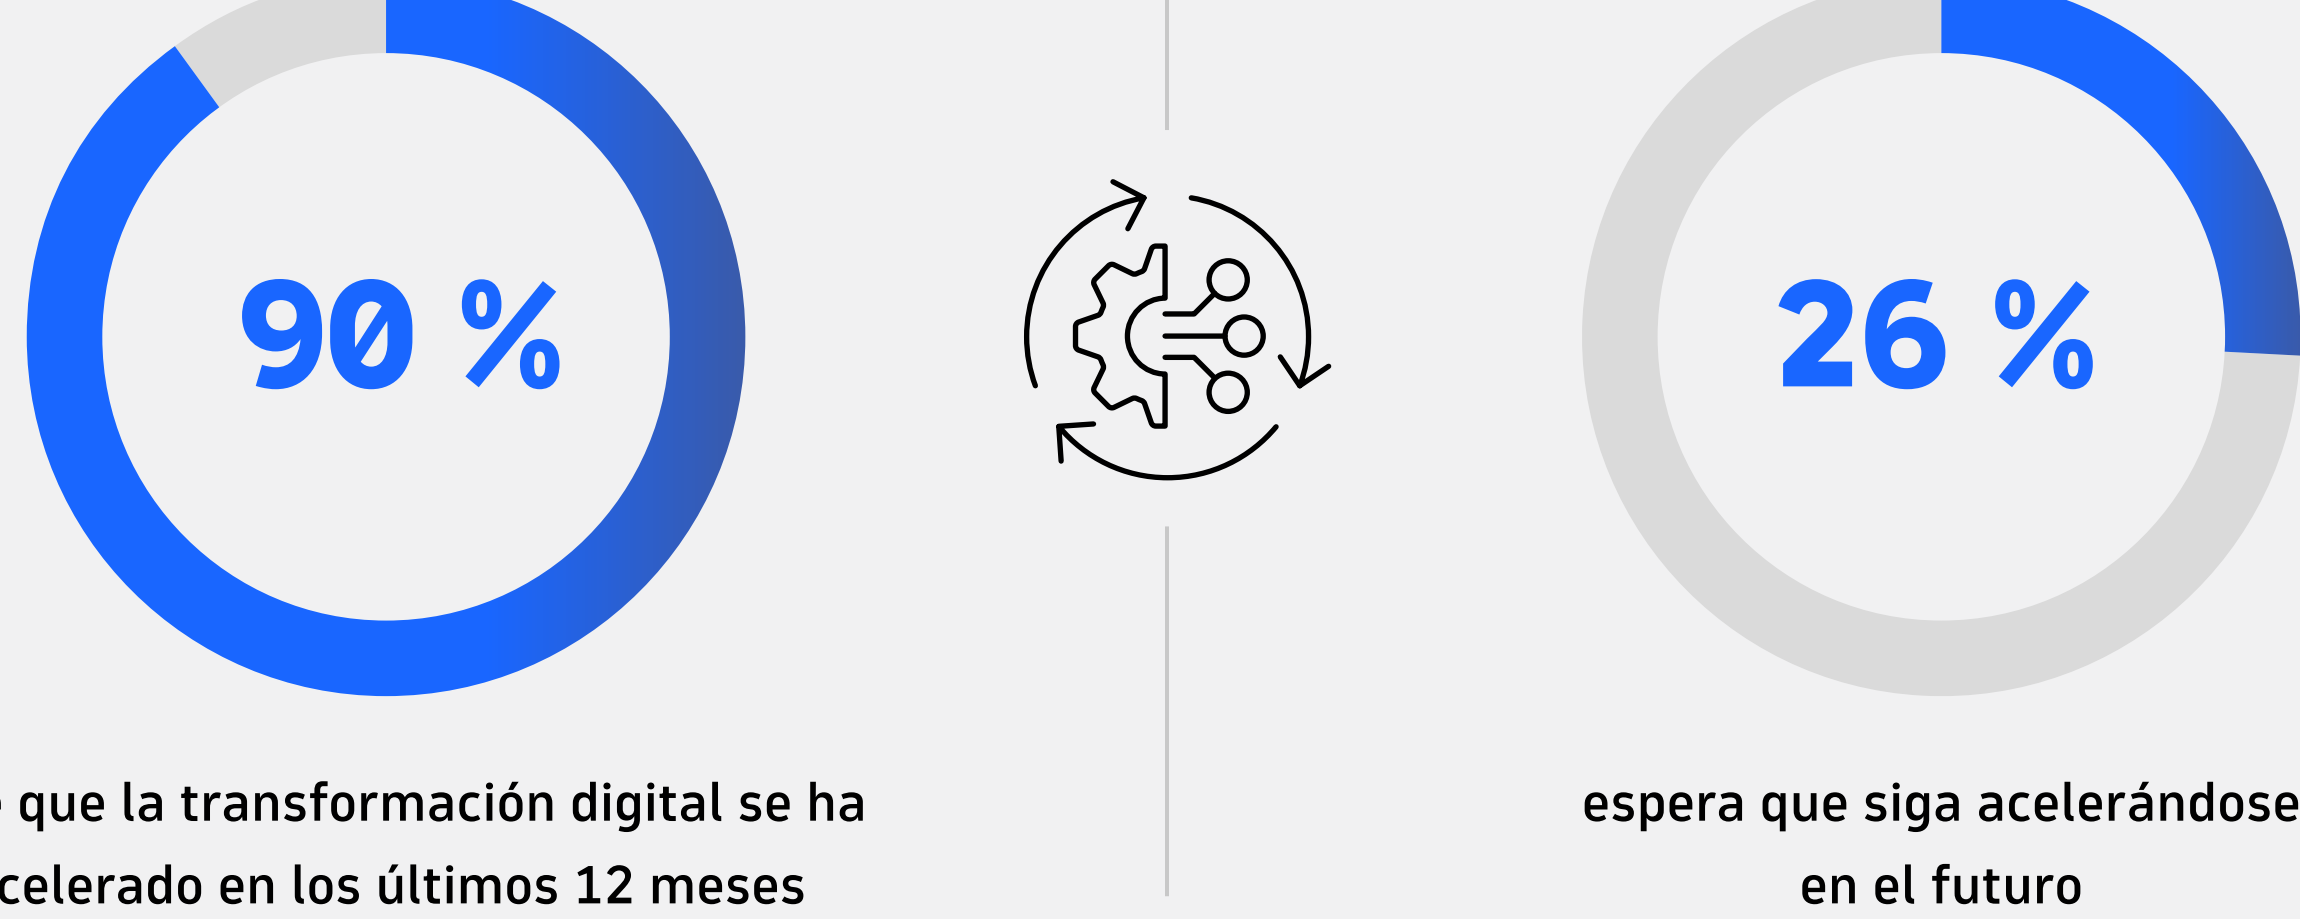 90 %
26 %
que la transformación digital se ha
celerado en los últimos 12 meses
espera que siga acelerándose
en el futuro